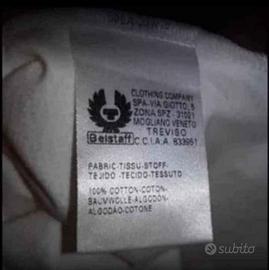 CLOTHING COMPANY
SPA-VIA GIOTTO, 5
ZONA SPZ - 31021
MOGLIANO VENETO
TREVISO
Belstaff C.C.I.A.A. 833951
FABRIC-TISSU-STOFF-
TEJIDO-TECIDO-TESSUTO
100% COTTON-COTON-
BAUMWOLLE-ALGODON-
ALGODÃO-COTONE
subito